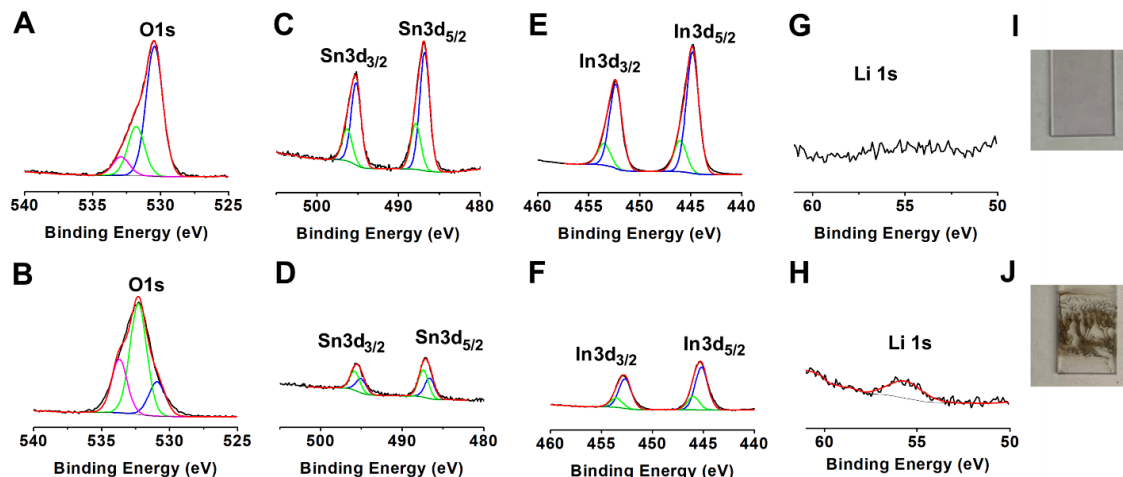 A
O1s
540 535 530 525
Binding Energy (eV)
C
Sn3d3/2
Sn3d5/2
500 495 490 485 480
Binding Energy (eV)
E
In3d3/2
In3d5/2
460 455 450 445 440
Binding Energy (eV)
G
Li 1s
60 55 50
Binding Energy (eV)
I
B
O1s
540 535 530 525
Binding Energy (eV)
D
Sn3d3/2
Sn3d5/2
500 495 490 485 480
Binding Energy (eV)
F
In3d3/2
In3d5/2
460 455 450 445 440
Binding Energy (eV)
H
Li 1s
60 55 50
Binding Energy (eV)
J